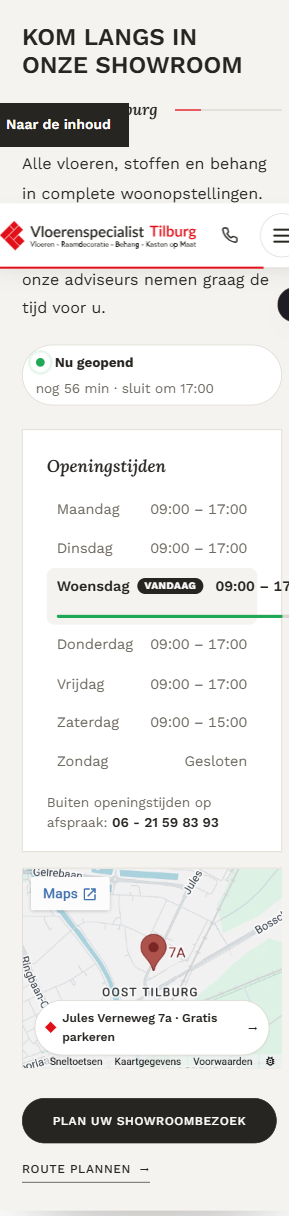 KOM LANGS IN
ONZE SHOWROOM
Naar de inhoud
Alle vloeren, stoffen en behang
in complete woonopstellingen.
Vloerenspecialist Tilburg
Vloeren - Raamdecoratie - Behang - Kasten op Maat
onze adviseurs nemen graag de
tijd voor u.
Nu geopend
nog 56 min · sluit om 17:00
Openingstijden
Maandag 09:00 – 17:00
Dinsdag 09:00 – 17:00
Woensdag VANDAAG 09:00 – 17
Donderdag 09:00 – 17:00
Vrijdag 09:00 – 17:00
Zaterdag 09:00 – 15:00
Zondag Gesloten
Buiten openingstijden op
afspraak: 06 - 21 59 83 93
Gelrebaan
Jules
Maps
Bossc
7A
Ringbaan-O
OOST TILBURG
Jules Verneweg 7a · Gratis →
parkeren
Sneltoetsen Kaartgegevens Voorwaarden
PLAN UW SHOWROOMBEZOEK
ROUTE PLANNEN →